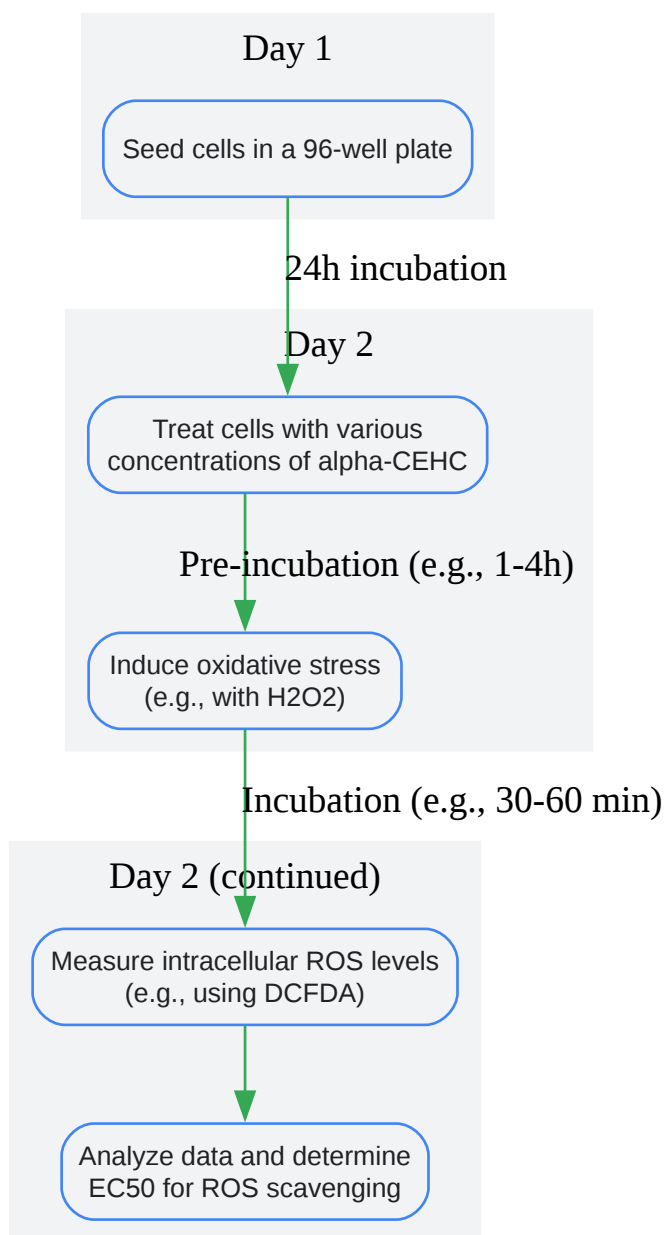 Day 1
Seed cells in a 96-well plate
24h incubation
Day 2
Treat cells with various
concentrations of alpha-CEHC
Pre-incubation (e.g., 1-4h)
Induce oxidative stress
(e.g., with H2O2)
Incubation (e.g., 30-60 min)
Day 2 (continued)
Measure intracellular ROS levels
(e.g., using DCFDA)
Analyze data and determine
EC50 for ROS scavenging